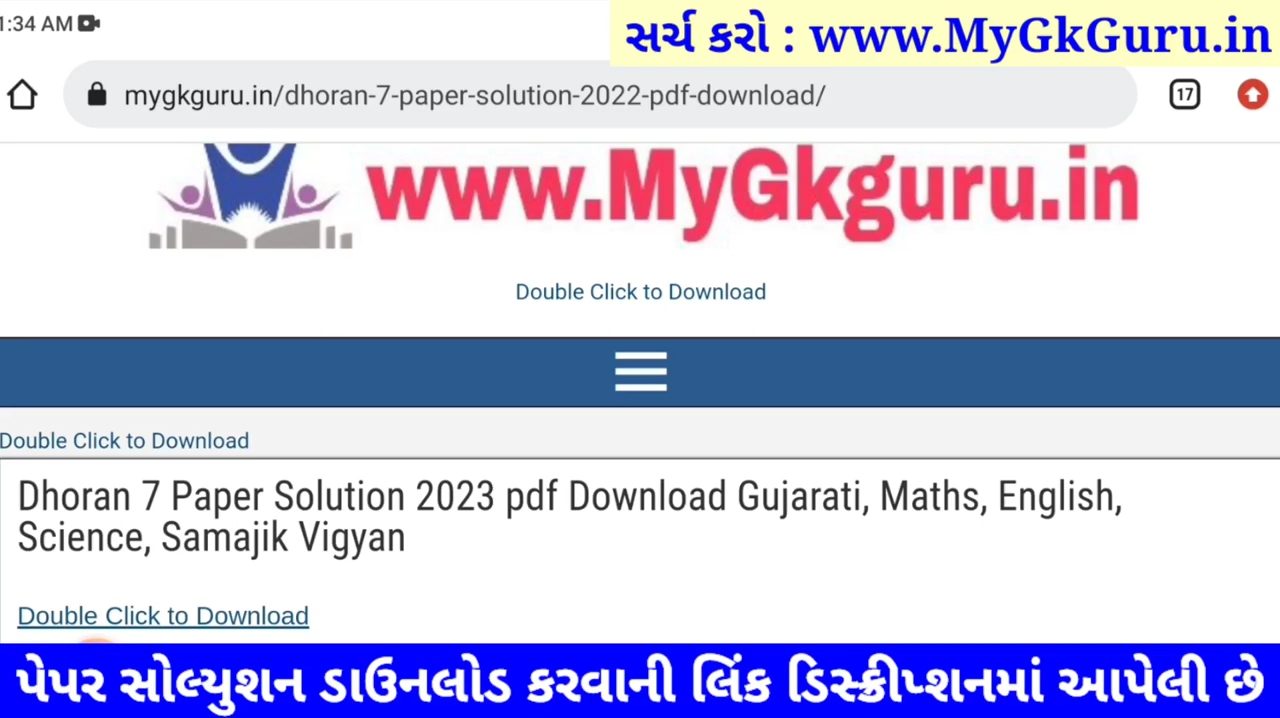 1:34 AM
સર્ચ કરો : www.MyGkGuru.in
mygkguru.in/dhoran-7-paper-solution-2022-pdf-download/
17
www.MyGkguru.in
Double Click to Download
Double Click to Download
Dhoran 7 Paper Solution 2023 pdf Download Gujarati, Maths, English,
Science, Samajik Vigyan
Double Click to Download
પેપર સોલ્યુશન ડાઉનલોડ કરવાની લિંક ડિસ્ક્રીપ્શનમાં આપેલી છે